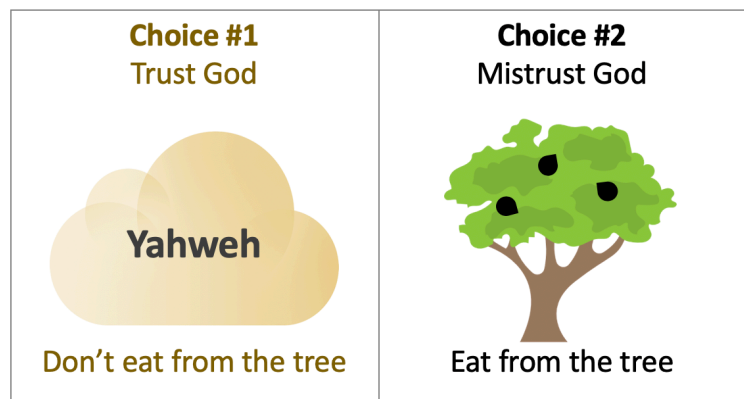 Choice #1
Trust God
Yahweh
Don’t eat from the tree
Choice #2
Mistrust God
Eat from the tree